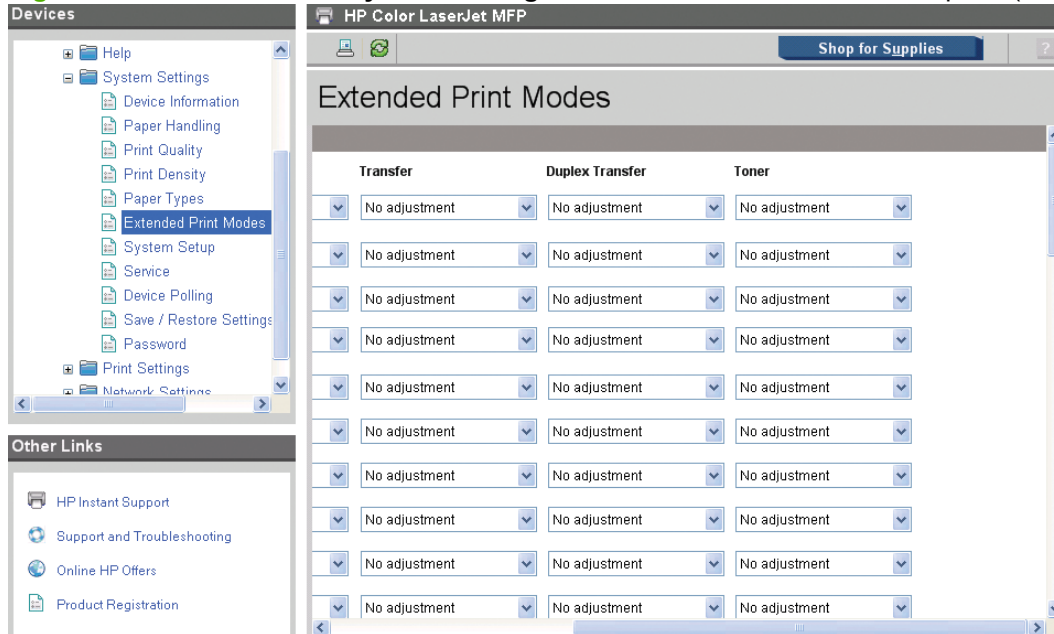 Devices
Help
System Settings
Device Information
Paper Handling
Print Quality
Print Density
Paper Types
Extended Print Modes
System Setup
Service
Device Polling
Save / Restore Settings
Password
Print Settings
Network Settings
Other Links
HP Instant Support
Support and Troubleshooting
Online HP Offers
Product Registration
HP Color LaserJet MFP
Shop for Supplies ?
Extended Print Modes
Transfer Duplex Transfer Toner
No adjustment No adjustment No adjustment
No adjustment No adjustment No adjustment
No adjustment No adjustment No adjustment
No adjustment No adjustment No adjustment
No adjustment No adjustment No adjustment
No adjustment No adjustment No adjustment
No adjustment No adjustment No adjustment
No adjustment No adjustment No adjustment
No adjustment No adjustment No adjustment
No adjustment No adjustment No adjustment